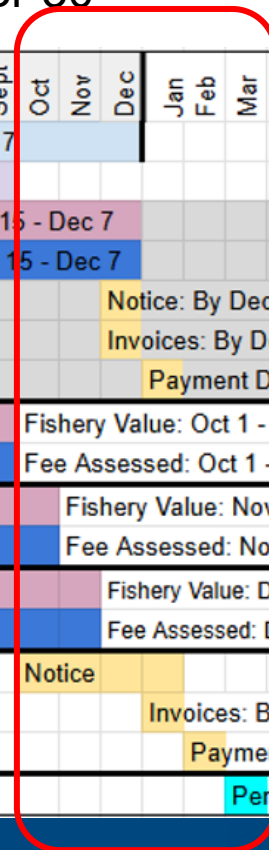 Sept Oct Nov Dec Jan Feb Mar
7
15 - Dec 7
15 - Dec 7
Notice: By Dec
Invoices: By D
Payment D
Fishery Value: Oct 1 -
Fee Assessed: Oct 1 -
Fishery Value: Nov
Fee Assessed: No
Fishery Value: D
Fee Assessed: D
Notice
Invoices: B
Payme
Per